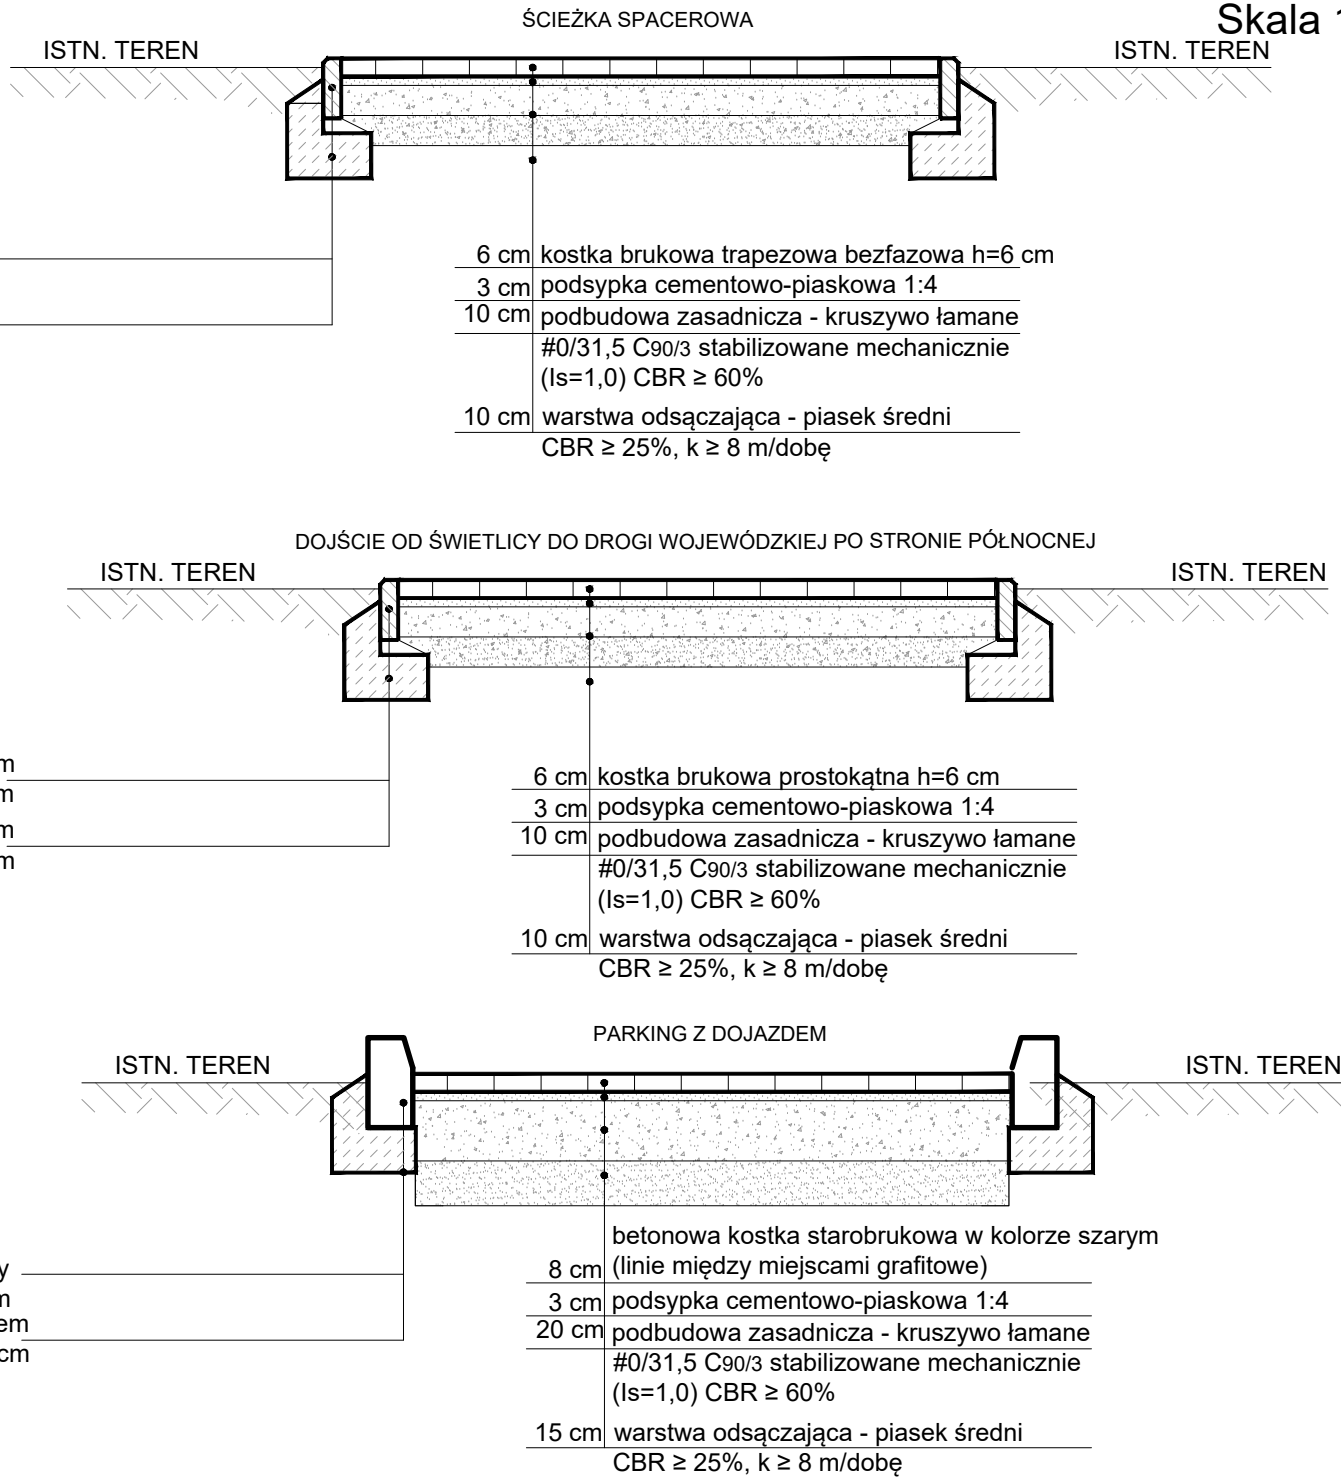 ŚCIEŻKA SPACEROWA
Skala 1
ISTN. TEREN
ISTN. TEREN
6 cm kostka brukowa trapezowa bezfazowa h=6 cm
3 cm podsypka cementowo-piaskowa 1:4
10 cm podbudowa zasadnicza - kruszywo łamane
#0/31,5 C90/3 stabilizowane mechanicznie
(Is=1,0) CBR ≥ 60%
10 cm warstwa odsączająca - piasek średni
CBR ≥ 25%, k ≥ 8 m/dobę
DOJŚCIE OD ŚWIETLICY DO DROGI WOJEWÓDZKIEJ PO STRONIE PÓŁNOCNEJ
ISTN. TEREN
ISTN. TEREN
m
m
m
m
6 cm kostka brukowa prostokątna h=6 cm
3 cm podsypka cementowo-piaskowa 1:4
10 cm podbudowa zasadnicza - kruszywo łamane
#0/31,5 C90/3 stabilizowane mechanicznie
(Is=1,0) CBR ≥ 60%
10 cm warstwa odsączająca - piasek średni
CBR ≥ 25%, k ≥ 8 m/dobę
PARKING Z DOJAZDEM
ISTN. TEREN
ISTN. TEREN
y
m
em
cm
betonowa kostka starobrukowa w kolorze szarym
8 cm (linie między miejscami grafitowe)
3 cm podsypka cementowo-piaskowa 1:4
20 cm podbudowa zasadnicza - kruszywo łamane
#0/31,5 C90/3 stabilizowane mechanicznie
(Is=1,0) CBR ≥ 60%
15 cm warstwa odsączająca - piasek średni
CBR ≥ 25%, k ≥ 8 m/dobę